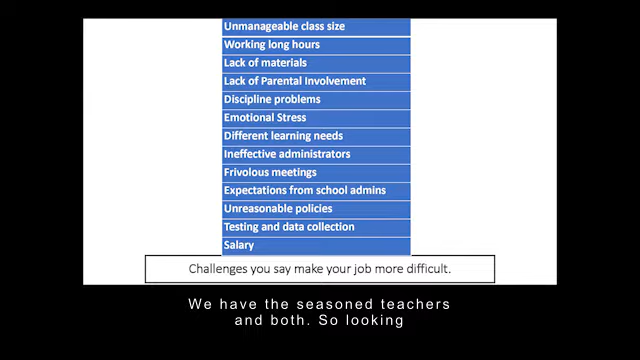 Unmanageable class size
Working long hours
Lack of materials
Lack of Parental Involvement
Discipline problems
Emotional Stress
Different learning needs
Ineffective administrators
Frivolous meetings
Expectations from school admins
Unreasonable policies
Testing and data collection
Salary
Challenges you say make your job more difficult.
We have the seasoned teachers
and both. So looking